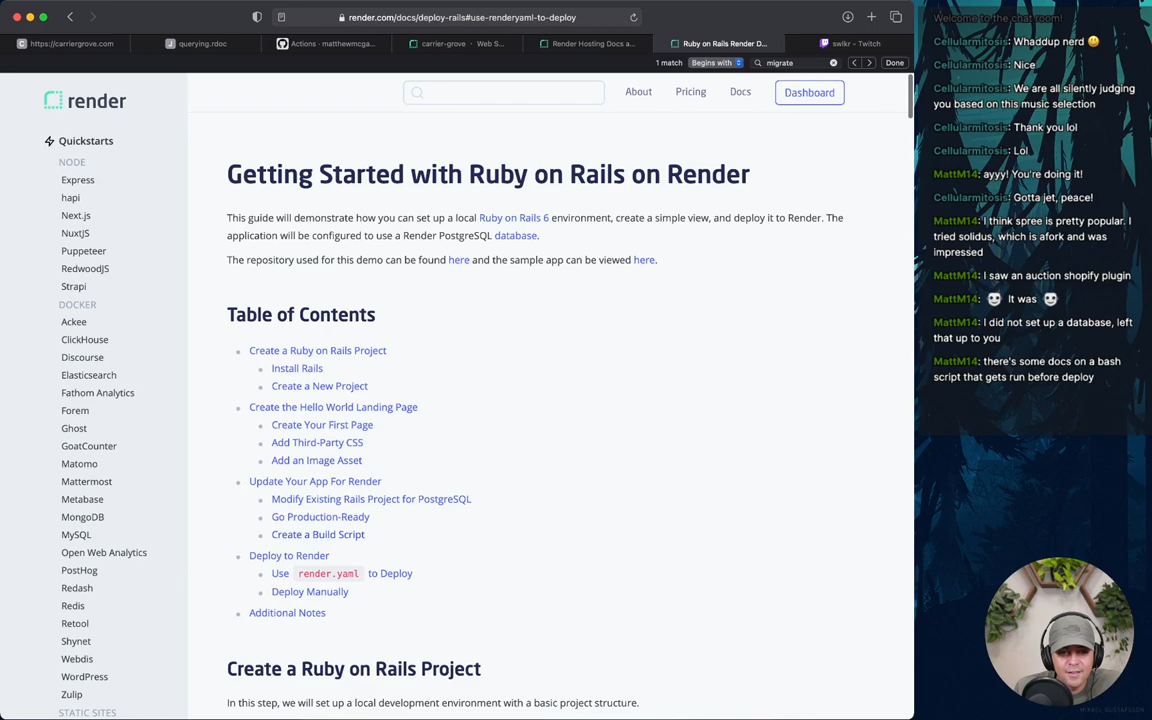 render.com/docs/deploy-rails#use-renderyaml-to-deploy
https://carriergrove.com
querying.rdoc
Actions · matthewmcga...
carrier-grove · Web S...
Render Hosting Docs a...
Ruby on Rails Render D...
swlkr - Twitch
1 match
Begins with
migrate
Done
render
About
Pricing
Docs
Dashboard
Quickstarts
NODE
Express
hapi
Next.js
NuxtJS
Puppeteer
RedwoodJS
Strapi
DOCKER
Ackee
ClickHouse
Discourse
Elasticsearch
Fathom Analytics
Forem
Ghost
GoatCounter
Matomo
Mattermost
Metabase
MongoDB
MySQL
Open Web Analytics
PostHog
Redash
Redis
Retool
Shynet
Webdis
WordPress
Zulip
STATIC SITES
Getting Started with Ruby on Rails on Render
This guide will demonstrate how you can set up a local Ruby on Rails 6 environment, create a simple view, and deploy it to Render. The
application will be configured to use a Render PostgreSQL database.
The repository used for this demo can be found here and the sample app can be viewed here.
Table of Contents
Create a Ruby on Rails Project
Install Rails
Create a New Project
Create the Hello World Landing Page
Create Your First Page
Add Third-Party CSS
Add an Image Asset
Update Your App For Render
Modify Existing Rails Project for PostgreSQL
Go Production-Ready
Create a Build Script
Deploy to Render
Use render.yaml to Deploy
Deploy Manually
Additional Notes
Create a Ruby on Rails Project
In this step, we will set up a local development environment with a basic project structure.
Welcome to the chat room!
Cellularmitosis: Whaddup nerd 😃
Cellularmitosis: Nice
Cellularmitosis: We are all silently judging
you based on this music selection
Cellularmitosis: Thank you lol
Cellularmitosis: Lol
MattM14: ayyy! You're doing it!
Cellularmitosis: Gotta jet, peace!
MattM14: I think spree is pretty popular. I
tried solidus, which is afork and was
impressed
MattM14: I saw an auction shopify plugin
MattM14: 💀 It was 💀
MattM14: I did not set up a database, left
that up to you
MattM14: there's some docs on a bash
script that gets run before deploy
MIKAEL GUSTAFSSON